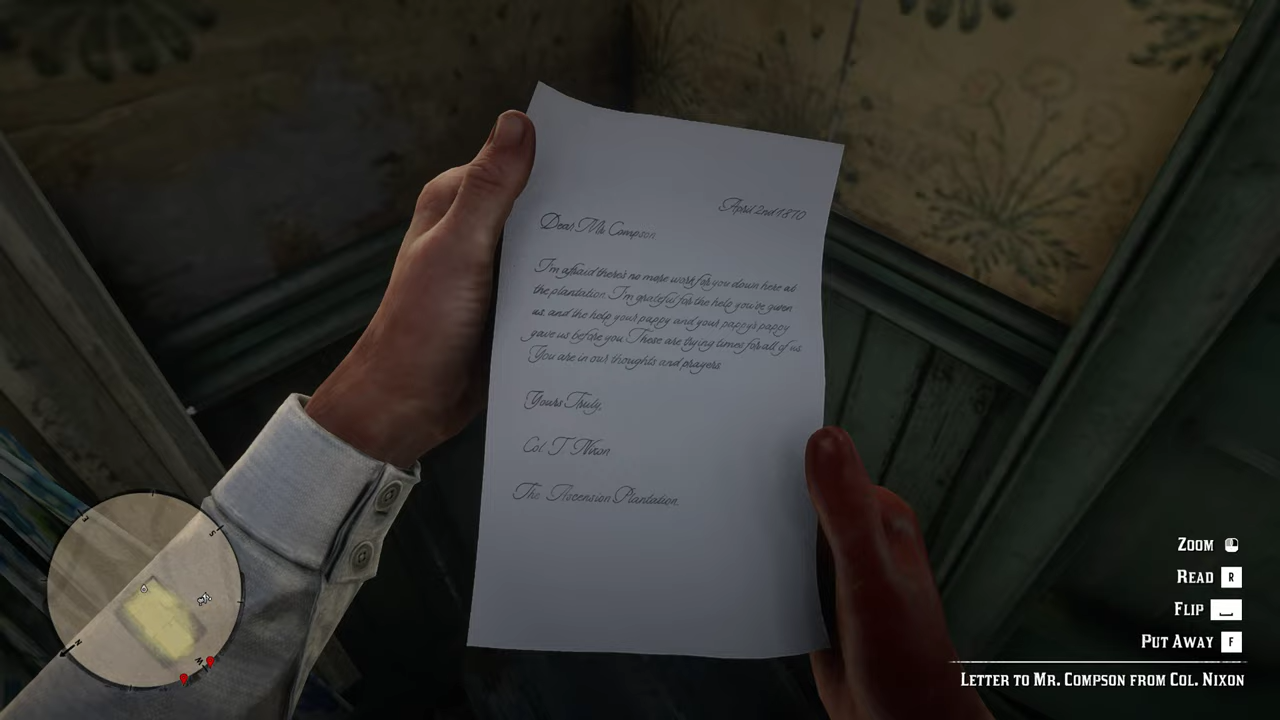 April 2nd 1870
Dear Mr Compson
I'm afraid there's no more work for you down here at
the plantation. I'm grateful for the help you've given
us, and the help your pappy and your pappy's pappy
gave us before you. These are trying times for all of us.
You are in our thoughts and prayers
Yours Truly,
Col. T. Nixon
The Ascension Plantation.
ZOOM
READ R
FLIP
PUT AWAY F
LETTER TO MR. COMPSON FROM COL. NIXON
S
N
W